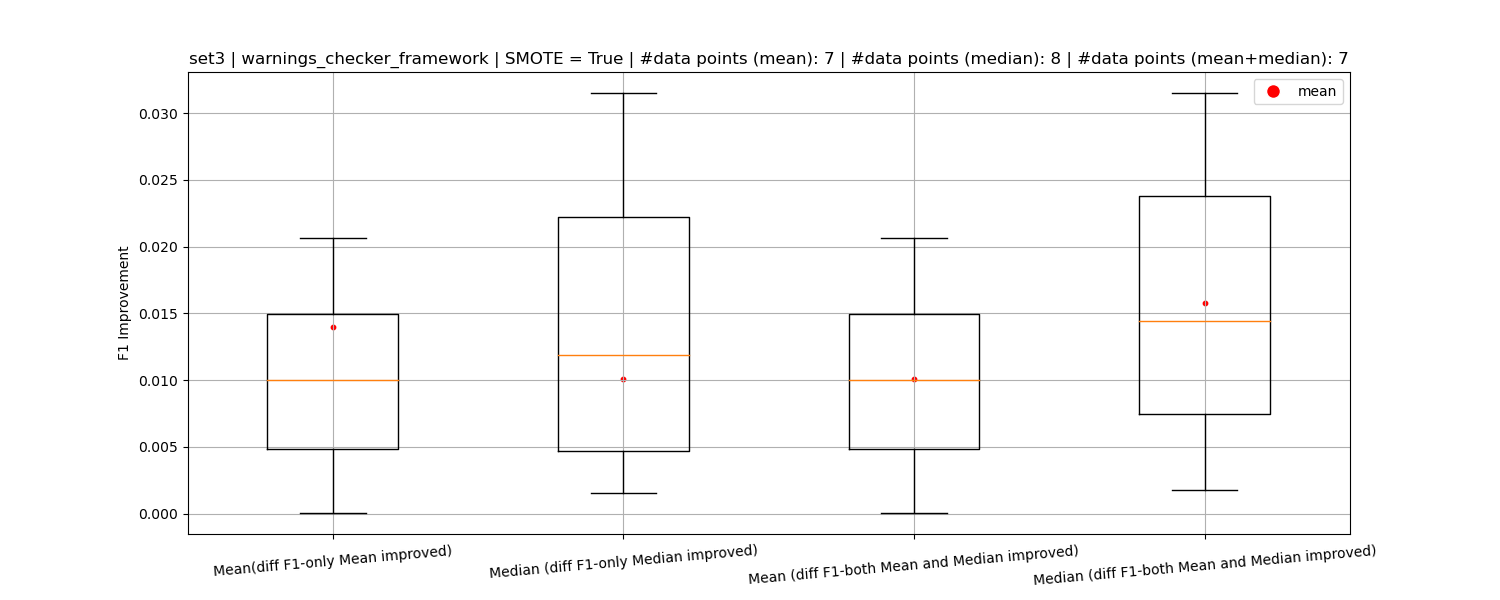 set3 | warnings_checker_framework | SMOTE = True | #data points (mean): 7 | #data points (median): 8 | #data points (mean+median): 7
mean
0.030
0.025
0.020
0.015
0.010
0.005
0.000
F1 Improvement
Mean(diff F1-only Mean improved)
Median (diff F1-only Median improved)
Mean (diff F1-both Mean and Median improved)
Median (diff F1-both Mean and Median improved)